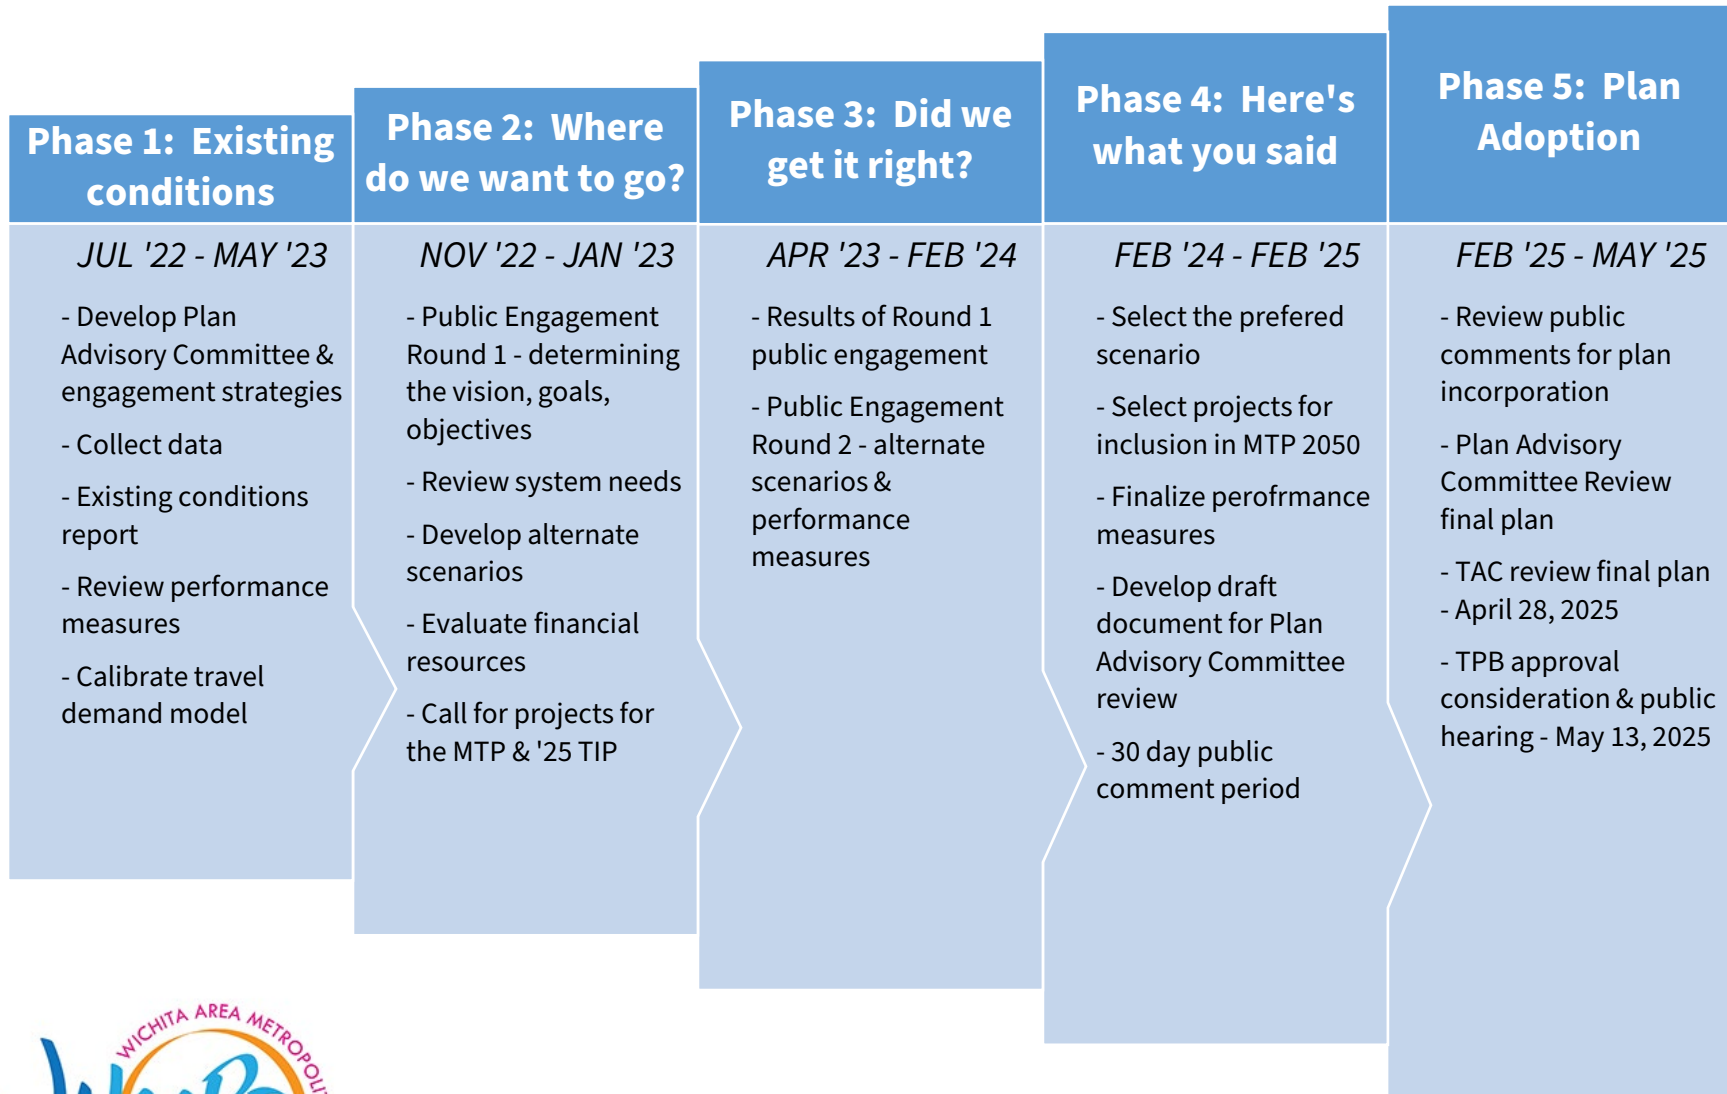 Phase 1:  Existing
conditions
JUL '22 - MAY '23
- Develop Plan
Advisory Committee &
engagement strategies
- Collect data
- Existing conditions
report
- Review performance
measures
- Calibrate travel
demand model
Phase 2:  Where
do we want to go?
NOV '22 - JAN '23
- Public Engagement
Round 1 - determining
the vision, goals,
objectives
- Review system needs
- Develop alternate
scenarios
- Evaluate financial
resources
- Call for projects for
the MTP & '25 TIP
Phase 3:  Did we
get it right?
APR '23 - FEB '24
- Results of Round 1
public engagement
- Public Engagement
Round 2 - alternate
scenarios &
performance
measures
Phase 4:  Here's
what you said
FEB '24 - FEB '25
- Select the prefered
scenario
- Select projects for
inclusion in MTP 2050
- Finalize perofrmance
measures
- Develop draft
document for Plan
Advisory Committee
review
- 30 day public
comment period
Phase 5:  Plan
Adoption
FEB '25 - MAY '25
- Review public
comments for plan
incorporation
- Plan Advisory
Committee Review
final plan
- TAC review final plan
- April 28, 2025
- TPB approval
consideration & public
hearing - May 13, 2025
WICHITA AREA METROPOLI